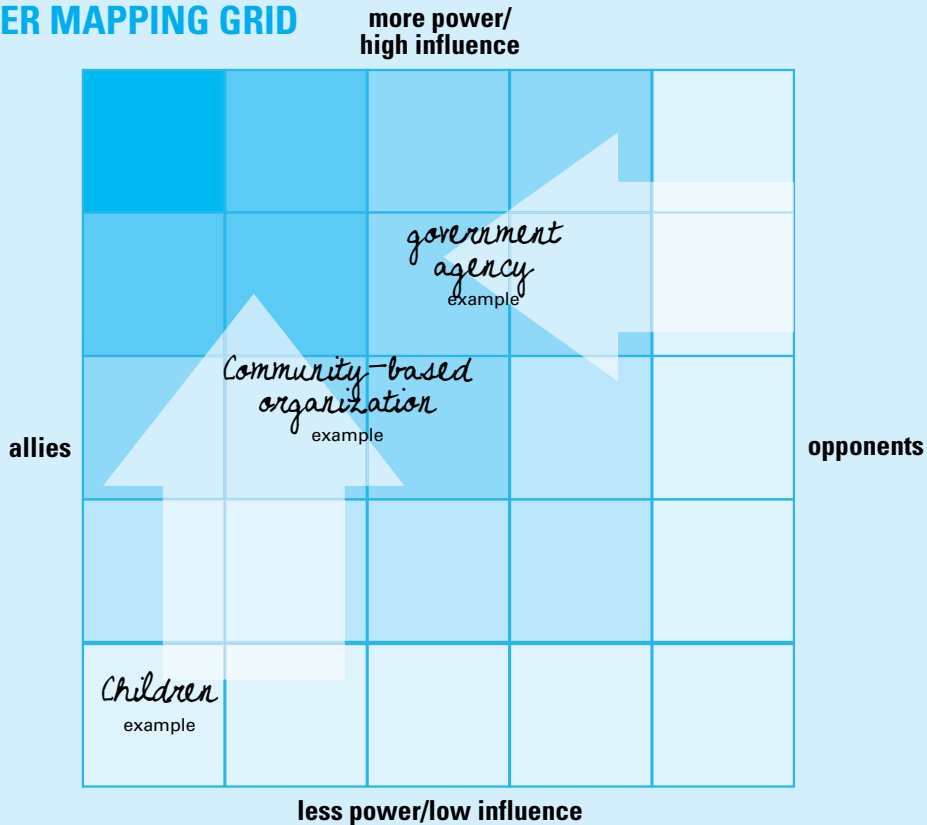 ER MAPPING GRID
more power/
high influence
government
agency
example
Community-based
organization
example
allies
opponents
Children
example
less power/low influence